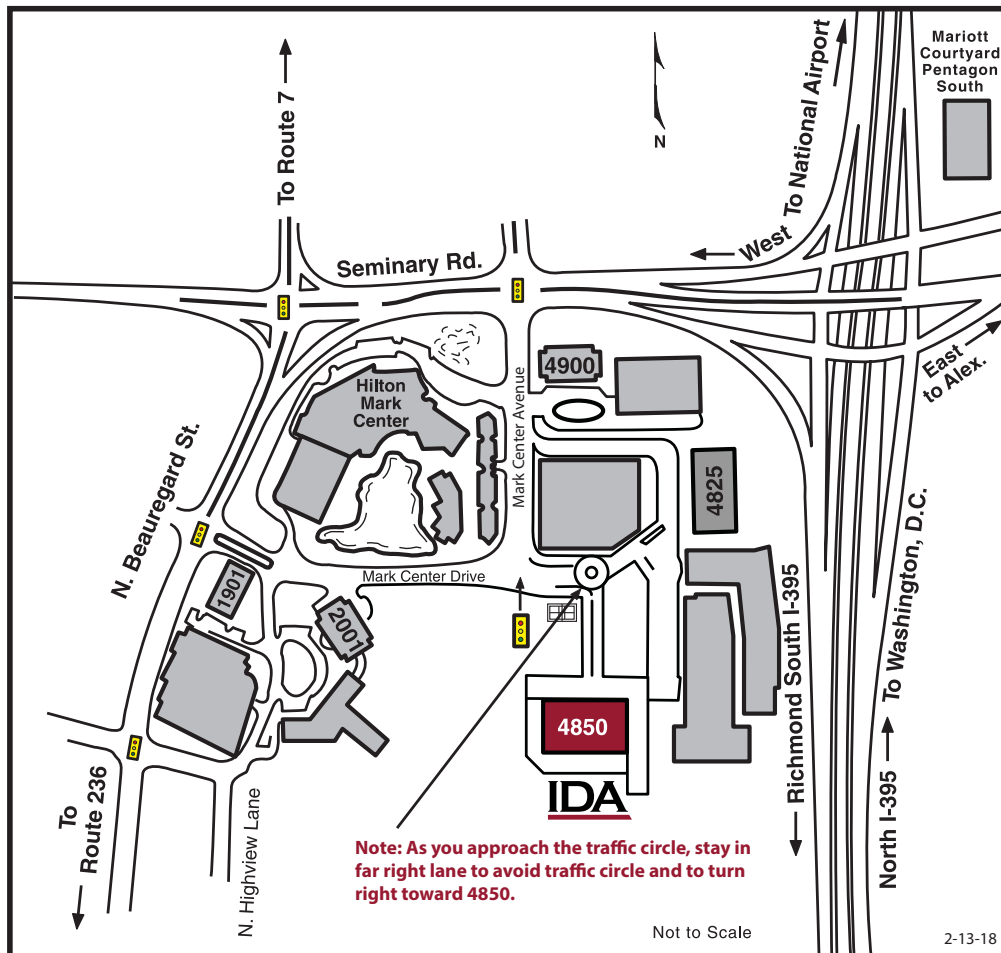 Mariott
Courtyard
Pentagon
South
To Route 7
To National Airport
West
N
Seminary Rd.
East
to Alex.
4900
Hilton
Mark
Center
Mark Center Avenue
4825
N. Beauregard St.
Mark Center Drive
1901
2001
4850
IDA
Richmond South I-395
North I-395
To Washington, D.C.
To
Route 236
N. Highview Lane
Note: As you approach the traffic circle, stay in
far right lane to avoid traffic circle and to turn
right toward 4850.
Not to Scale
2-13-18